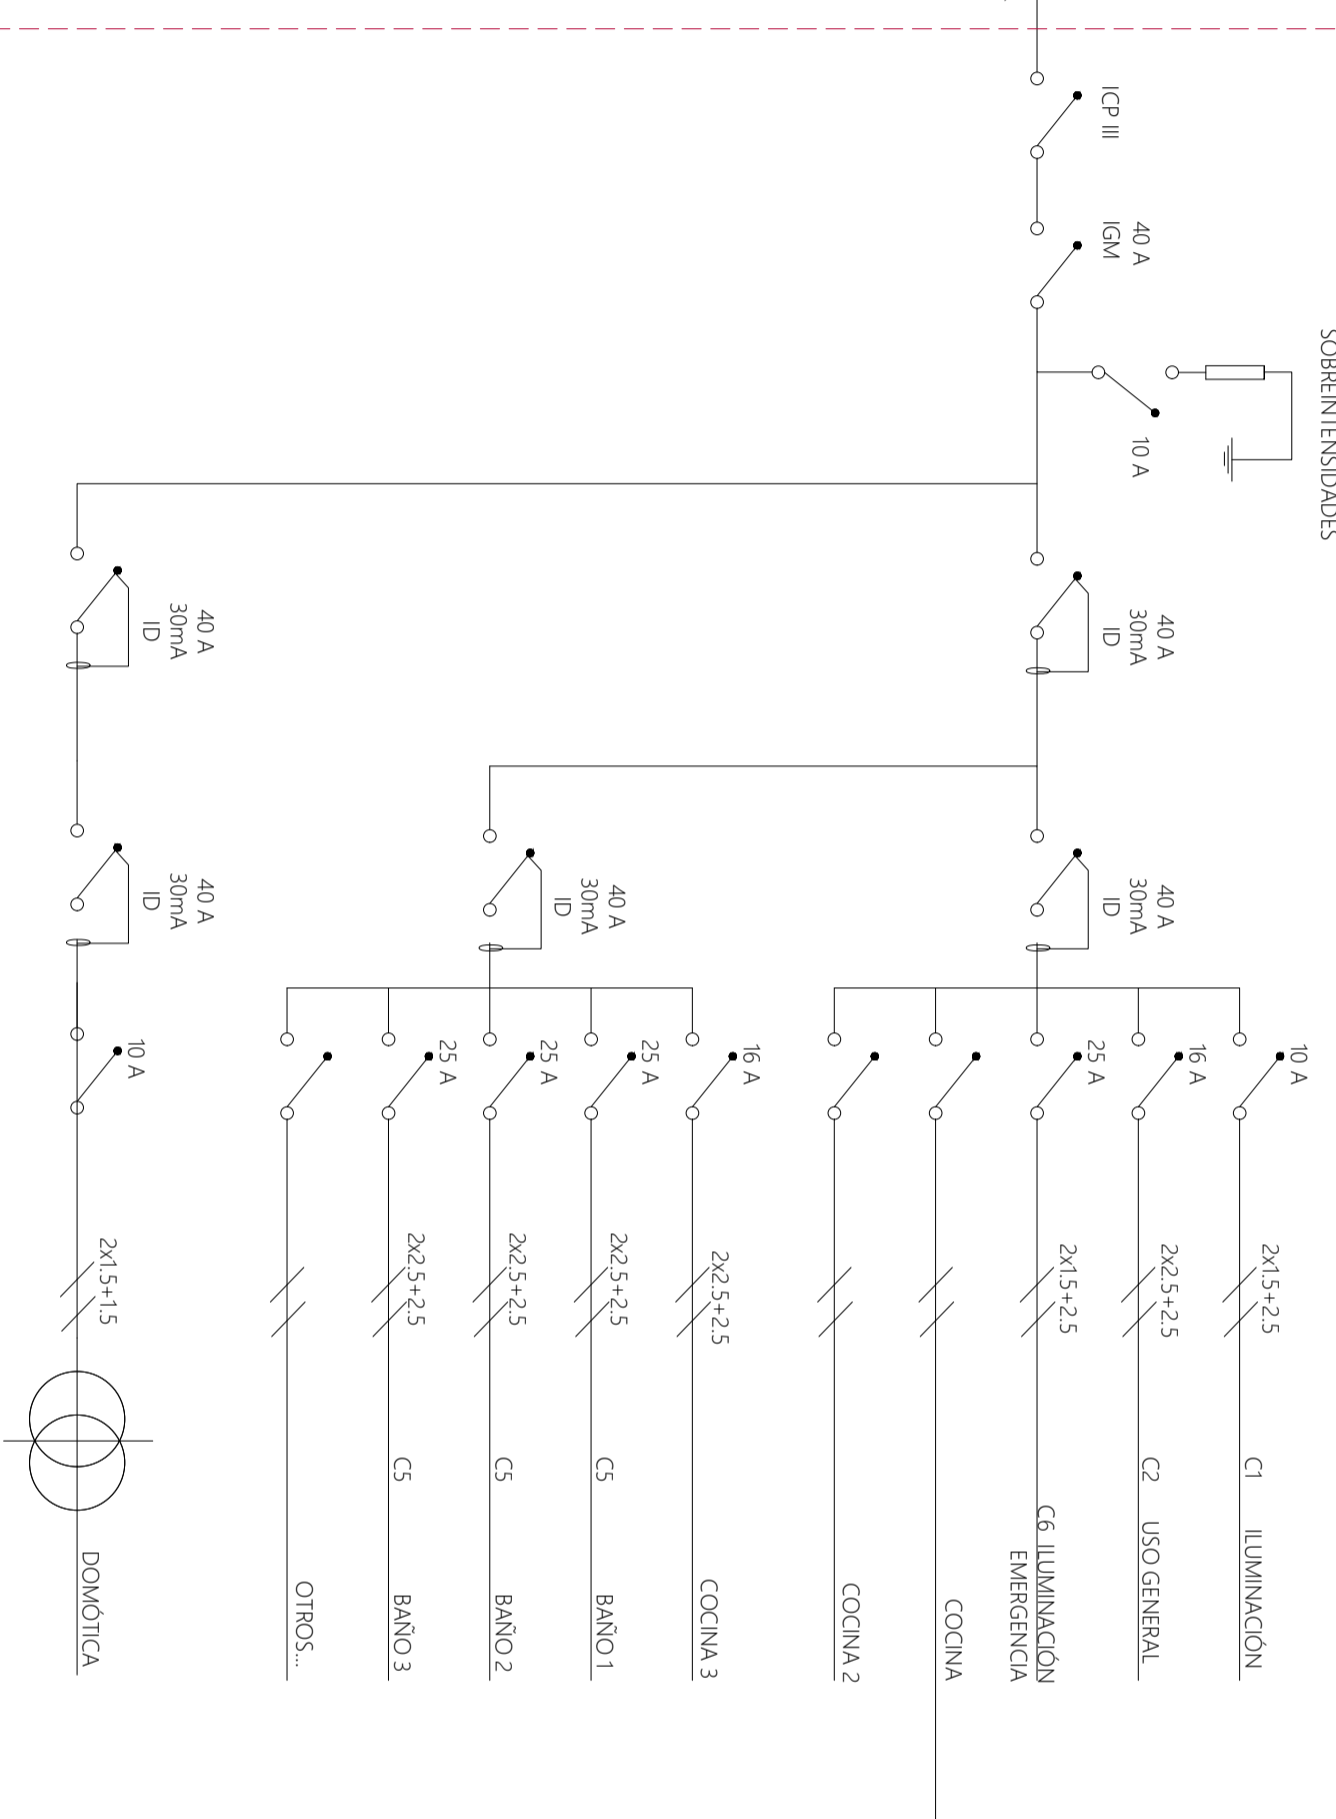 SOBREINTENSIDADES
ICP III
40 A
IGM
10 A
40 A
30mA
ID
40 A
30mA
ID
40 A
30mA
ID
40 A
30mA
ID
40 A
30mA
ID
10 A
2x1.5+2.5
C1 ILUMINACIÓN
16 A
2x2.5+2.5
C2 USO GENERAL
25 A
2x1.5+2.5
C6 ILUMINACIÓN
EMERGENCIA
COCINA
COCINA 2
16 A
2x2.5+2.5
COCINA 3
25 A
2x2.5+2.5
C5 BAÑO 1
25 A
2x2.5+2.5
C5 BAÑO 2
25 A
2x2.5+2.5
C5 BAÑO 3
OTROS...
10 A
2x1.5+1.5
DOMÓTICA